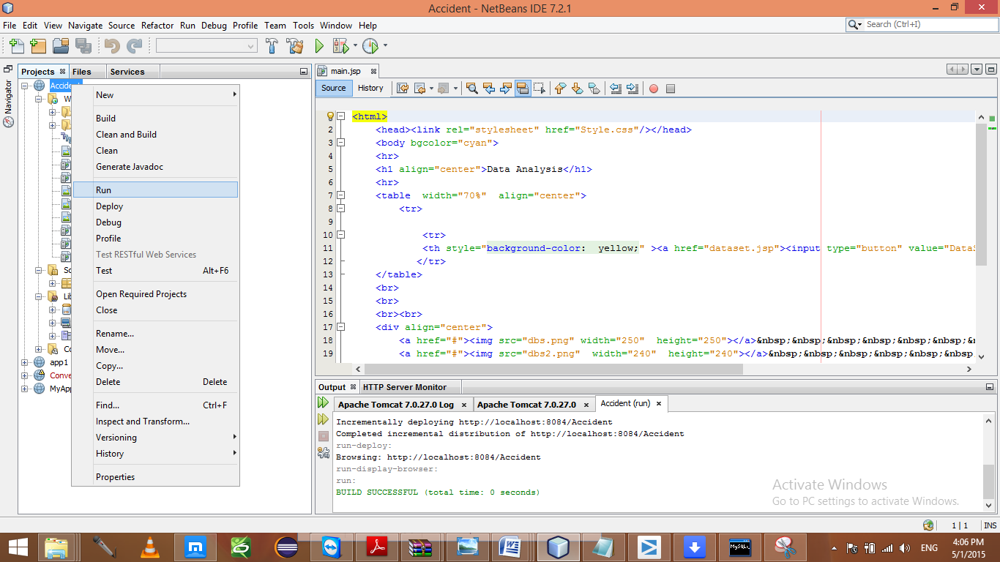 Accident - NetBeans IDE 7.2.1
File Edit View Navigate Source Refactor Run Debug Profile Team Tools Window Help
Search (Ctrl+I)
Projects Files Services
Navigator
New
Build
Clean and Build
Clean
Generate Javadoc
Run
Deploy
Debug
Profile
Test RESTful Web Services
Test Alt+F6
Open Required Projects
Close
Rename...
Move...
Copy...
Delete Delete
Find... Ctrl+F
Inspect and Transform...
Versioning
History
Properties
app1
main.jsp
Source History
<html>
2 <head><link rel="stylesheet" href="Style.css"/></head>
3 <body bgcolor="cyan">
4 <hr>
5 <h1 align="center">Data Analysis</h1>
6 <hr>
7 <table  width="70%"  align="center">
8 <tr>
9
10 <tr>
11 <th style="background-color:  yellow;" ><a href="dataset.jsp"><input type="button" value="DataS
12 </tr>
13 </table>
14 <br>
15 <br>
16 <br><br>
17 <div align="center">
18 <a href="#"><img src="dbs.png" width="250"  height="250"></a>&nbsp;&nbsp;&nbsp;&nbsp;&nbsp;&n
19 <a href="#"><img src="dbs2.png"  width="240"  height="240"></a>&nbsp;&nbsp;&nbsp;&nbsp;&nbsp;
Output HTTP Server Monitor
Apache Tomcat 7.0.27.0 Log Apache Tomcat 7.0.27.0 Accident (run)
Incrementally deploying http://localhost:8084/Accident
Completed incremental distribution of http://localhost:8084/Accident
run-deploy:
Browsing: http://localhost:8084/Accident
run-display-browser:
run:
BUILD SUCCESSFUL (total time: 0 seconds)
Activate Windows
Go to PC settings to activate Windows.
1 | 1 INS
MySQL
ENG
4:06 PM
5/1/2015